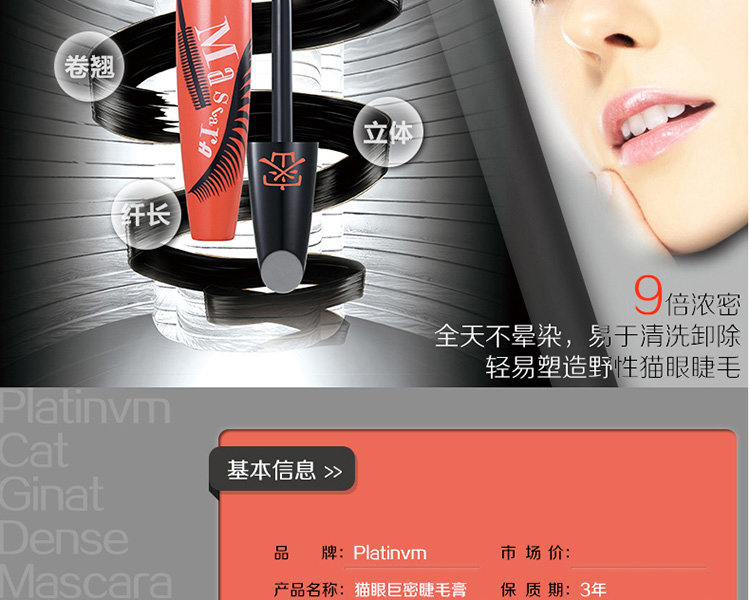 卷翘
Mascara
立体
密
纤长
9倍浓密
全天不晕染，易于清洗卸除
轻易塑造野性猫眼睫毛
Platinvm
Cat
Ginat
Dense
Mascara
基本信息 >>
品 牌： Platinvm
市 场 价：
产品名称： 猫眼巨密睫毛膏
保 质 期： 3年